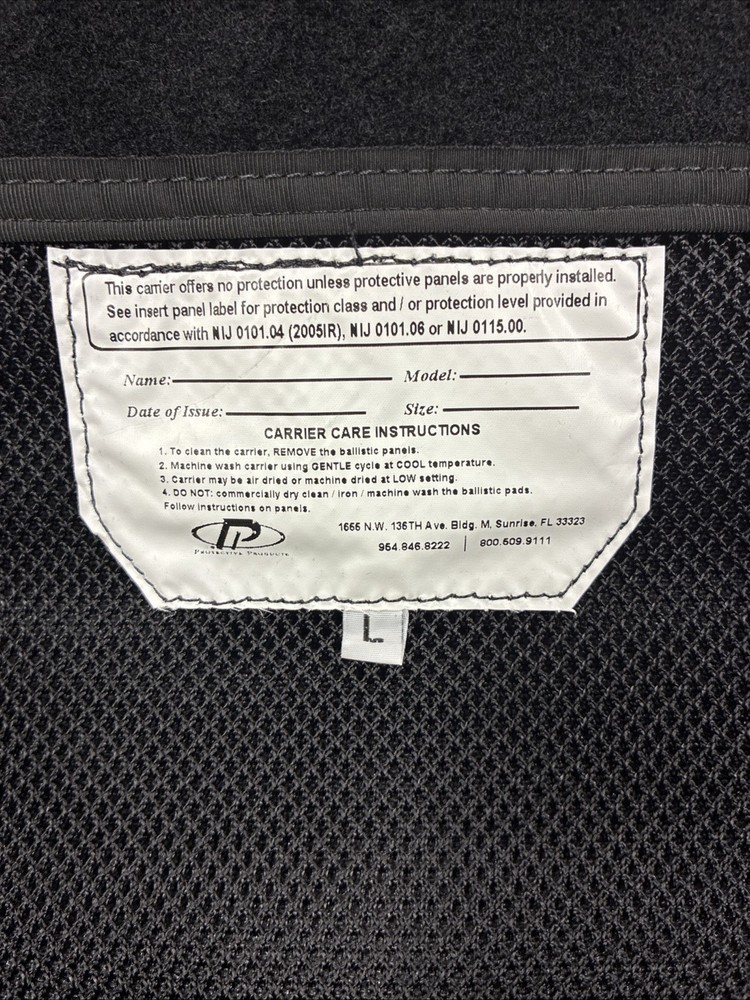 This carrier offers no protection unless protective panels are properly installed.
See insert panel label for protection class and / or protection level provided in
accordance with NIJ 0101.04 (2005IR), NIJ 0101.06 or NIJ 0115.00.
Name: Model:
Date of Issue: Size:
CARRIER CARE INSTRUCTIONS
1. To clean the carrier, REMOVE the ballistic panels.
2. Machine wash carrier using GENTLE cycle at COOL temperature.
3. Carrier may be air dried or machine dried at LOW setting.
4. DO NOT: commercially dry clean / iron / machine wash the ballistic pads.
Follow instructions on panels.
PROTECTIVE PRODUCTS
1666 N.W. 136TH Ave. Bldg. M, Sunrise, FL 33323
954.846.8222 | 800.509.9111
L